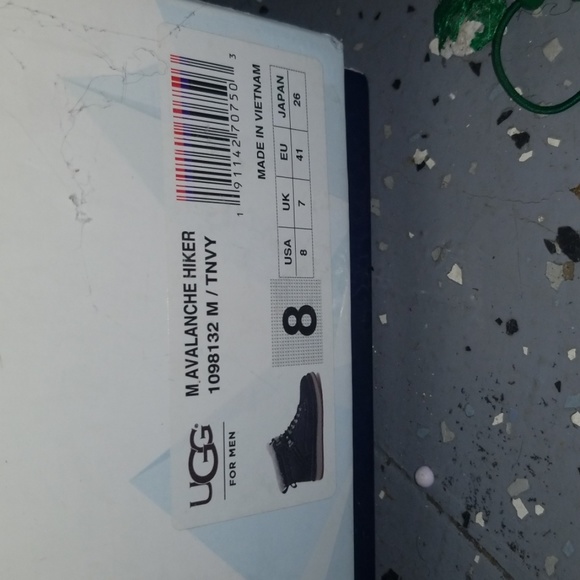 UGG
FOR MEN
M AVALANCHE HIKER
1098132 M / TNVY
1 91142 70750 3
8
USA UK EU JAPAN
8 7 41 26
MADE IN VIETNAM